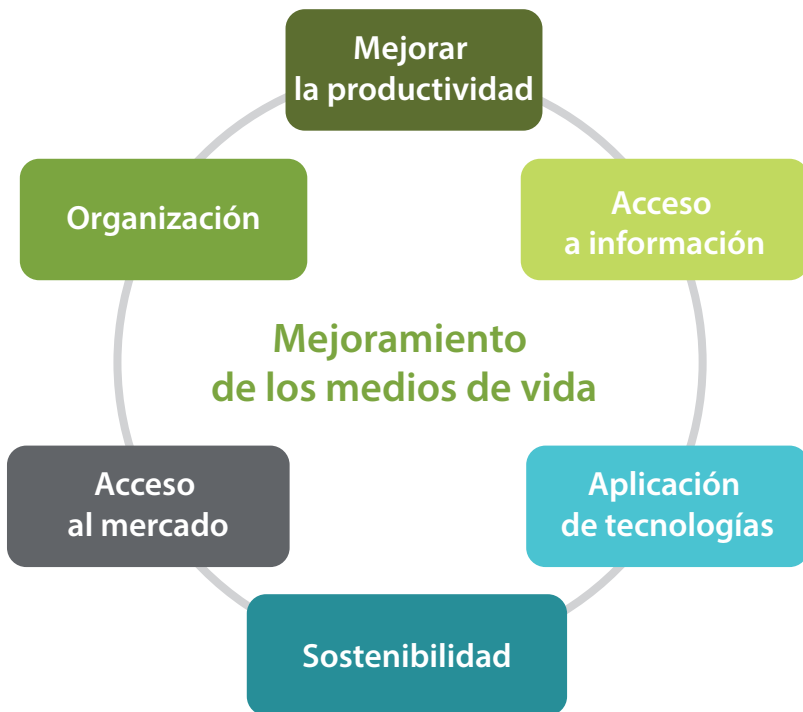 Mejorar
la productividad
Organización
Acceso
a información
Mejoramiento
de los medios de vida
Acceso
al mercado
Aplicación
de tecnologías
Sostenibilidad